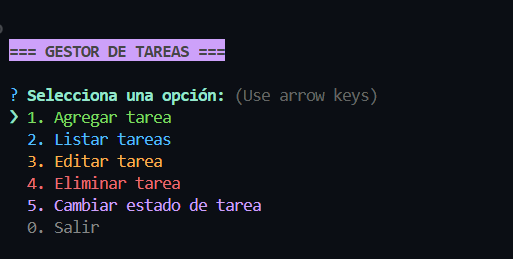 === GESTOR DE TAREAS ===
? Selecciona una opción: (Use arrow keys)
❯ 1. Agregar tarea
2. Listar tareas
3. Editar tarea
4. Eliminar tarea
5. Cambiar estado de tarea
0. Salir